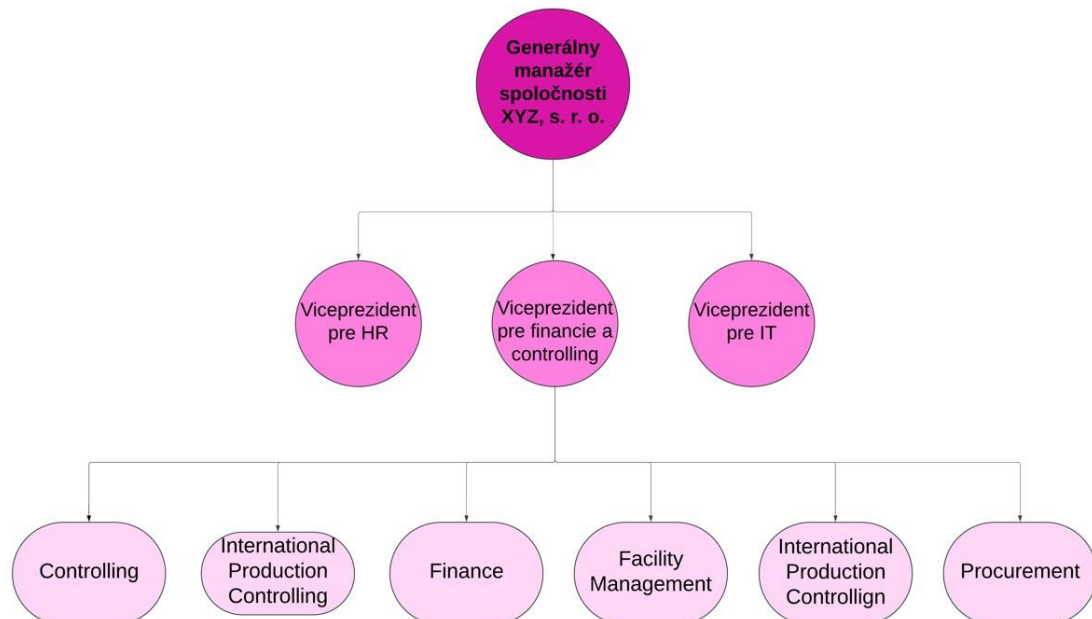 Generálny
manažér
spoločnosti
XYZ, s. r. o.
Viceprezident
pre HR
Viceprezident
pre financie a
controlling
Viceprezident
pre IT
Controlling
International
Production
Controlling
Finance
Facility
Management
International
Production
Controllign
Procurement